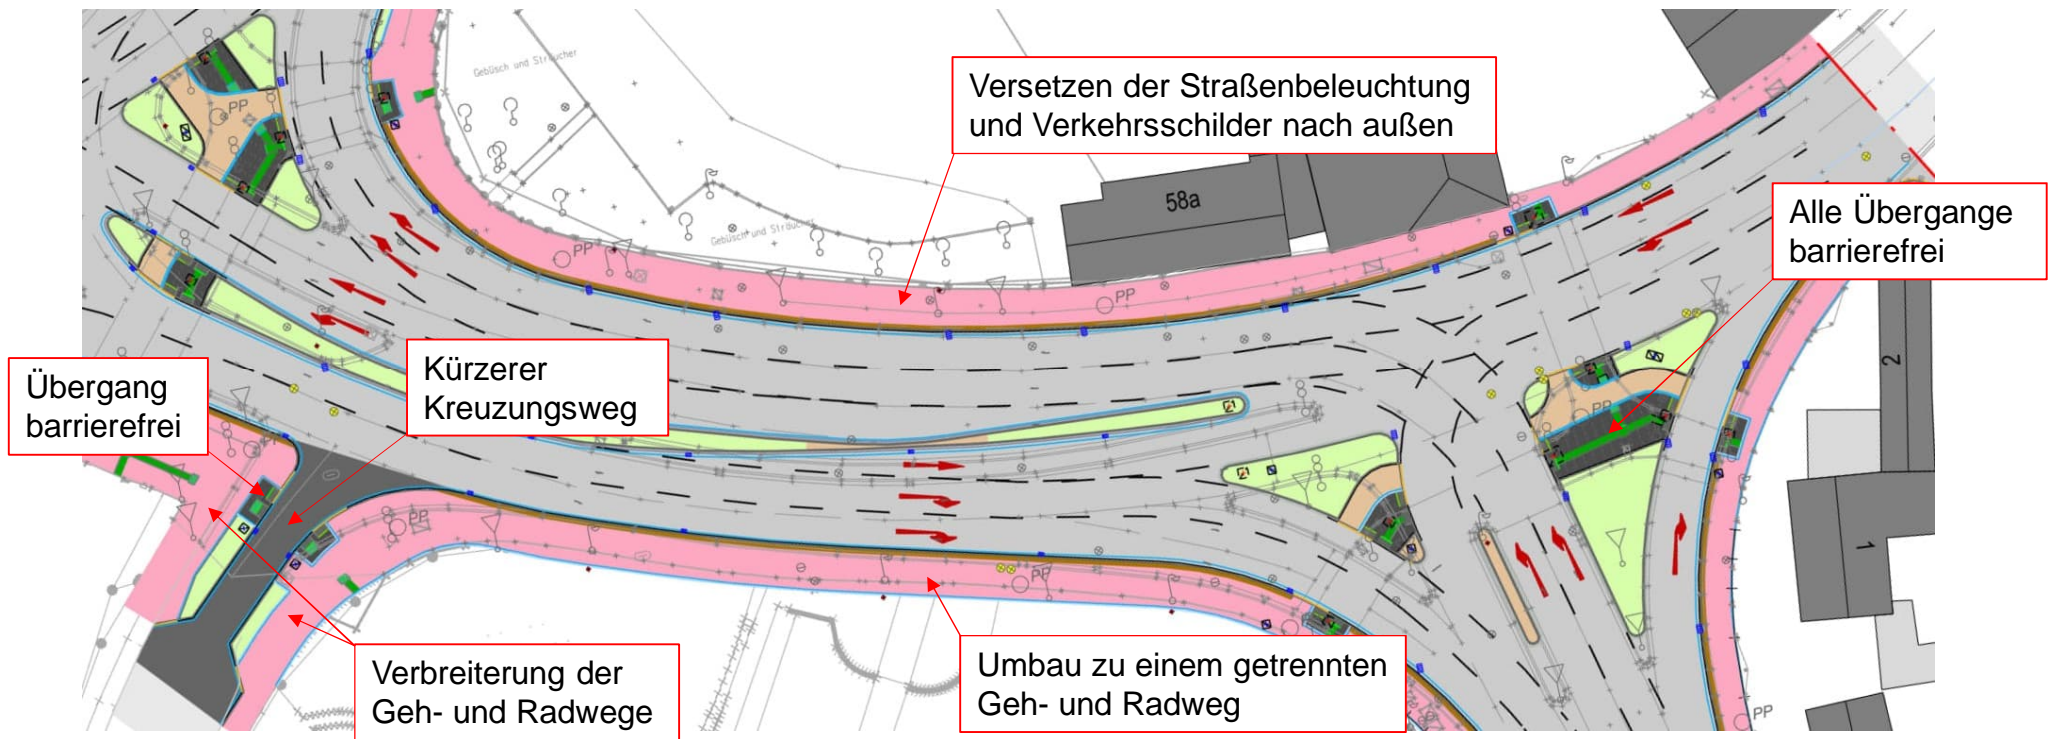 Gebüsch und Sträucher
PP
Versetzen der Straßenbeleuchtung
und Verkehrsschilder nach außen
58a
Alle Übergange
barrierefrei
Gebüsch und Sträucher
PP
PP
2
Übergang
barrierefrei
Kürzerer
Kreuzungsweg
PP
PP
PP
PP
1
Verbreiterung der
Geh- und Radwege
Umbau zu einem getrennten
Geh- und Radweg
PP